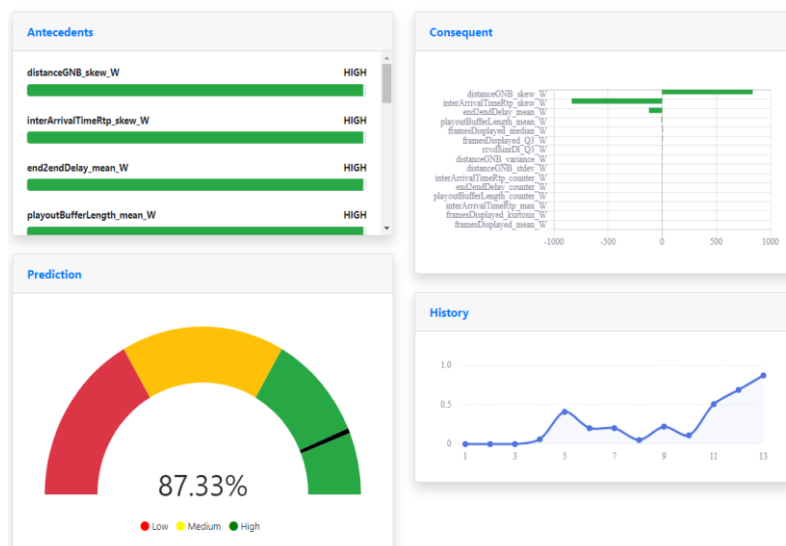 Antecedents
distanceGNB_skew_W HIGH
interArrivalTimeRtp_skew_W HIGH
end2endDelay_mean_W HIGH
playoutBufferLength_mean_W HIGH
Prediction
87.33%
Low Medium High
Consequent
distanceGNB_skew_W
interArrivalTimeRtp_skew_W
end2endDelay_mean_W
playoutBufferLength_mean_W
framesDisplayed_median_W
framesDisplayed_Q3_W
rcvdSinrDl_Q3_W
distanceGNB_variance_W
distanceGNB_stdev_W
interArrivalTimeRtp_counter_W
end2endDelay_counter_W
playoutBufferLength_counter_W
interArrivalTimeRtp_max_W
framesDisplayed_kurtosis_W
framesDisplayed_mean_W
-1000 -500 0 500 1000
History
1.0
0.5
0
1 3 5 7 9 11 13